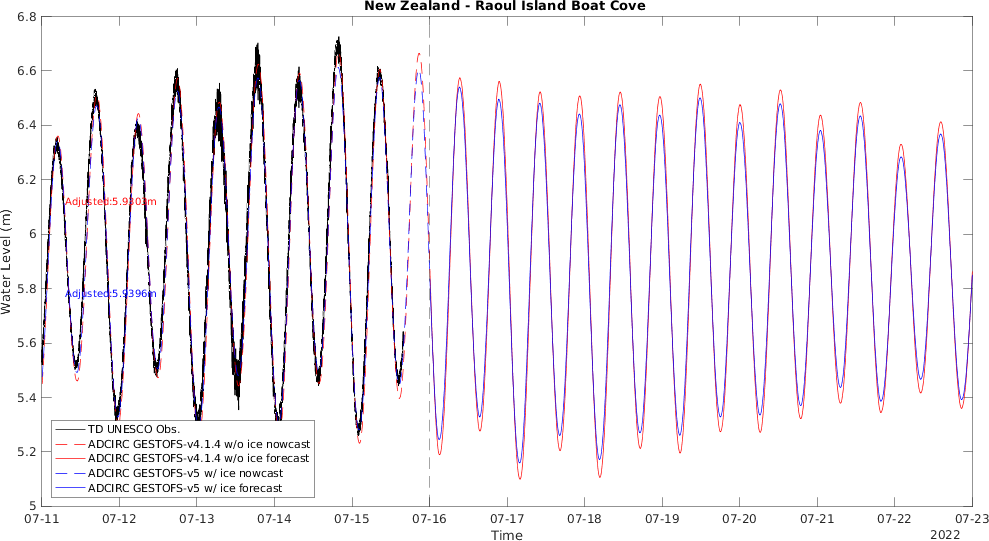 New Zealand - Raoul Island Boat Cove
6.8
6.6
6.4
6.2
6
5.8
5.6
5.4
5.2
5
Water Level (m)
Adjusted:5.9302m
Adjusted:5.9396m
TD UNESCO Obs.
ADCIRC GESTOFS-v4.1.4 w/o ice nowcast
ADCIRC GESTOFS-v4.1.4 w/o ice forecast
ADCIRC GESTOFS-v5 w/ ice nowcast
ADCIRC GESTOFS-v5 w/ ice forecast
07-11 07-12 07-13 07-14 07-15 07-16 07-17 07-18 07-19 07-20 07-21 07-22 07-23
Time
2022